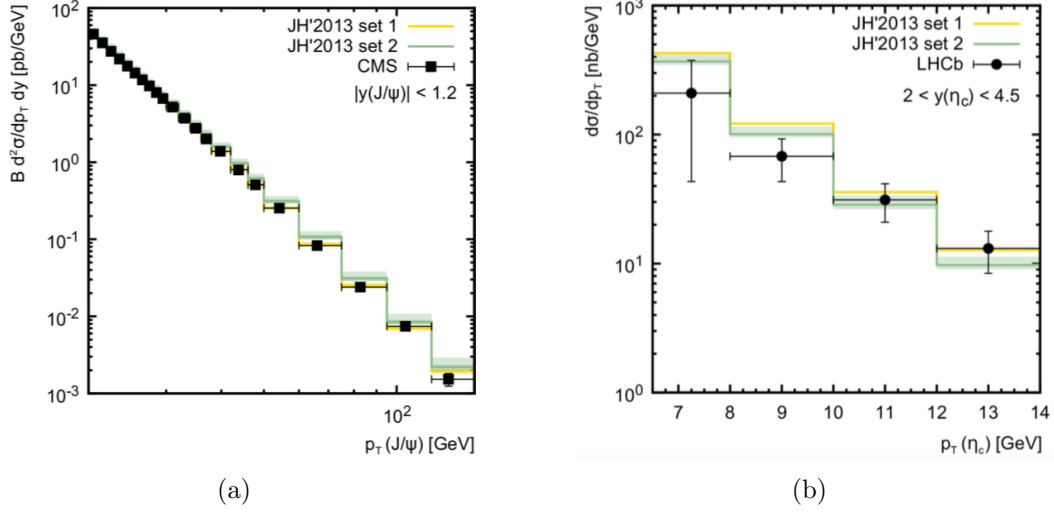 JH'2013 set 1
JH'2013 set 2
CMS
|y(J/ψ)| < 1.2
B d²σ/dp_T dy [pb/GeV]
10²
10¹
10⁰
10⁻¹
10⁻²
10⁻³
10²
p_T (J/ψ) [GeV]
(a)
JH'2013 set 1
JH'2013 set 2
LHCb
2 < y(η_c) < 4.5
dσ/dp_T [nb/GeV]
10³
10²
10¹
10⁰
7 8 9 10 11 12 13 14
p_T (η_c) [GeV]
(b)